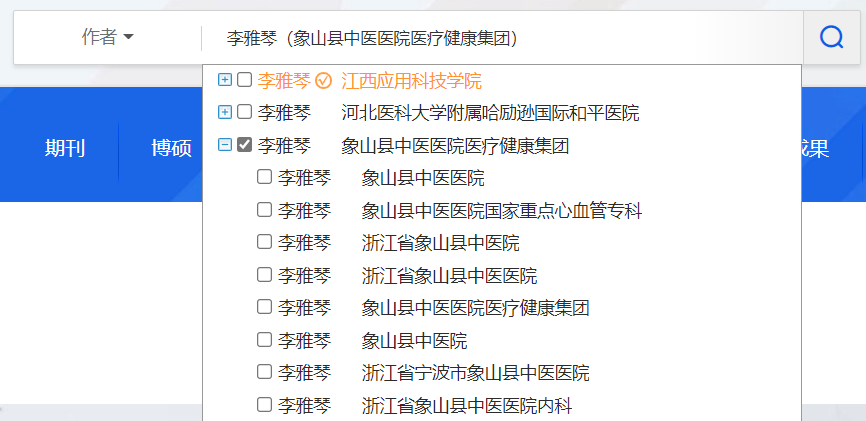 作者 李雅琴（象山县中医医院医疗健康集团）
李雅琴 江西应用科技学院
李雅琴 河北医科大学附属哈励逊国际和平医院
期刊 博硕 李雅琴 象山县中医医院医疗健康集团 成果
李雅琴 象山县中医医院
李雅琴 象山县中医医院国家重点心血管专科
李雅琴 浙江省象山县中医院
李雅琴 浙江省象山县中医医院
李雅琴 象山县中医医院医疗健康集团
李雅琴 象山县中医院
李雅琴 浙江省宁波市象山县中医医院
李雅琴 浙江省象山县中医医院内科